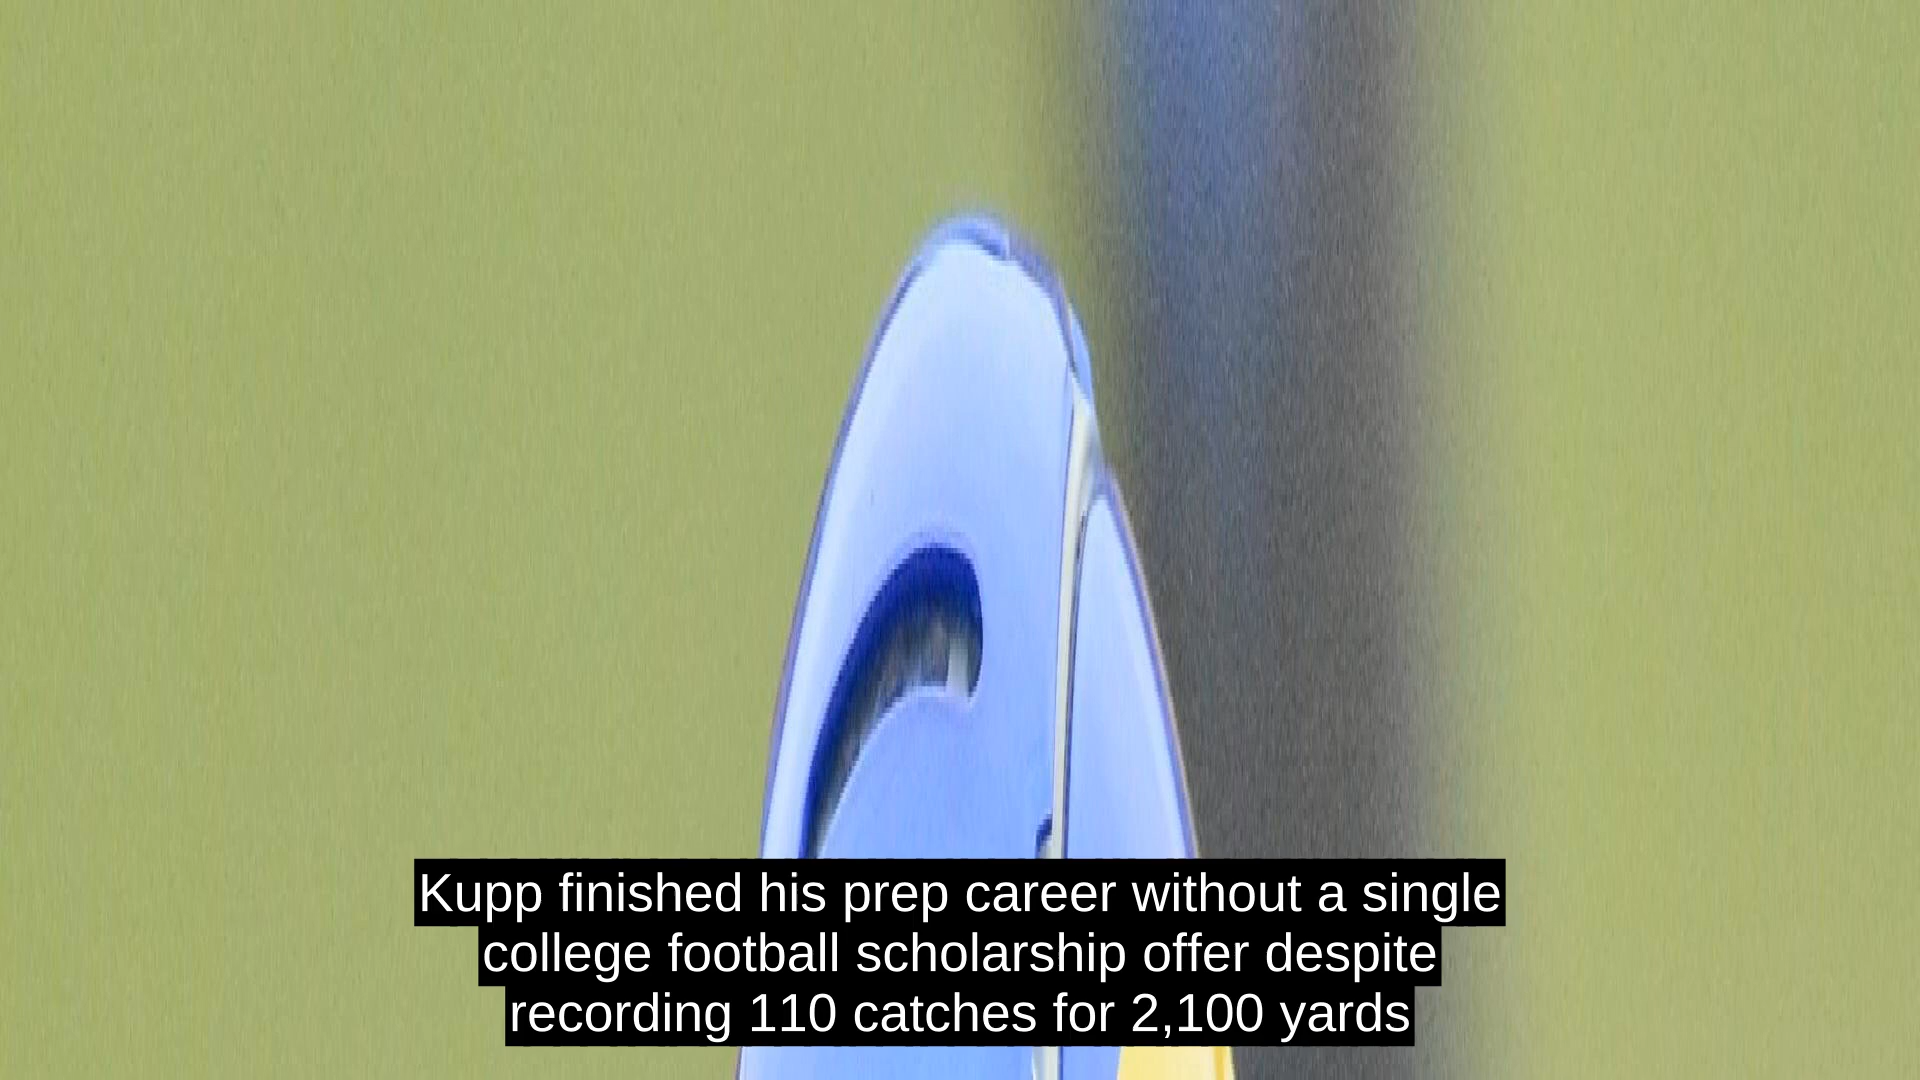 Kupp finished his prep career without a single
college football scholarship offer despite
recording 110 catches for 2,100 yards